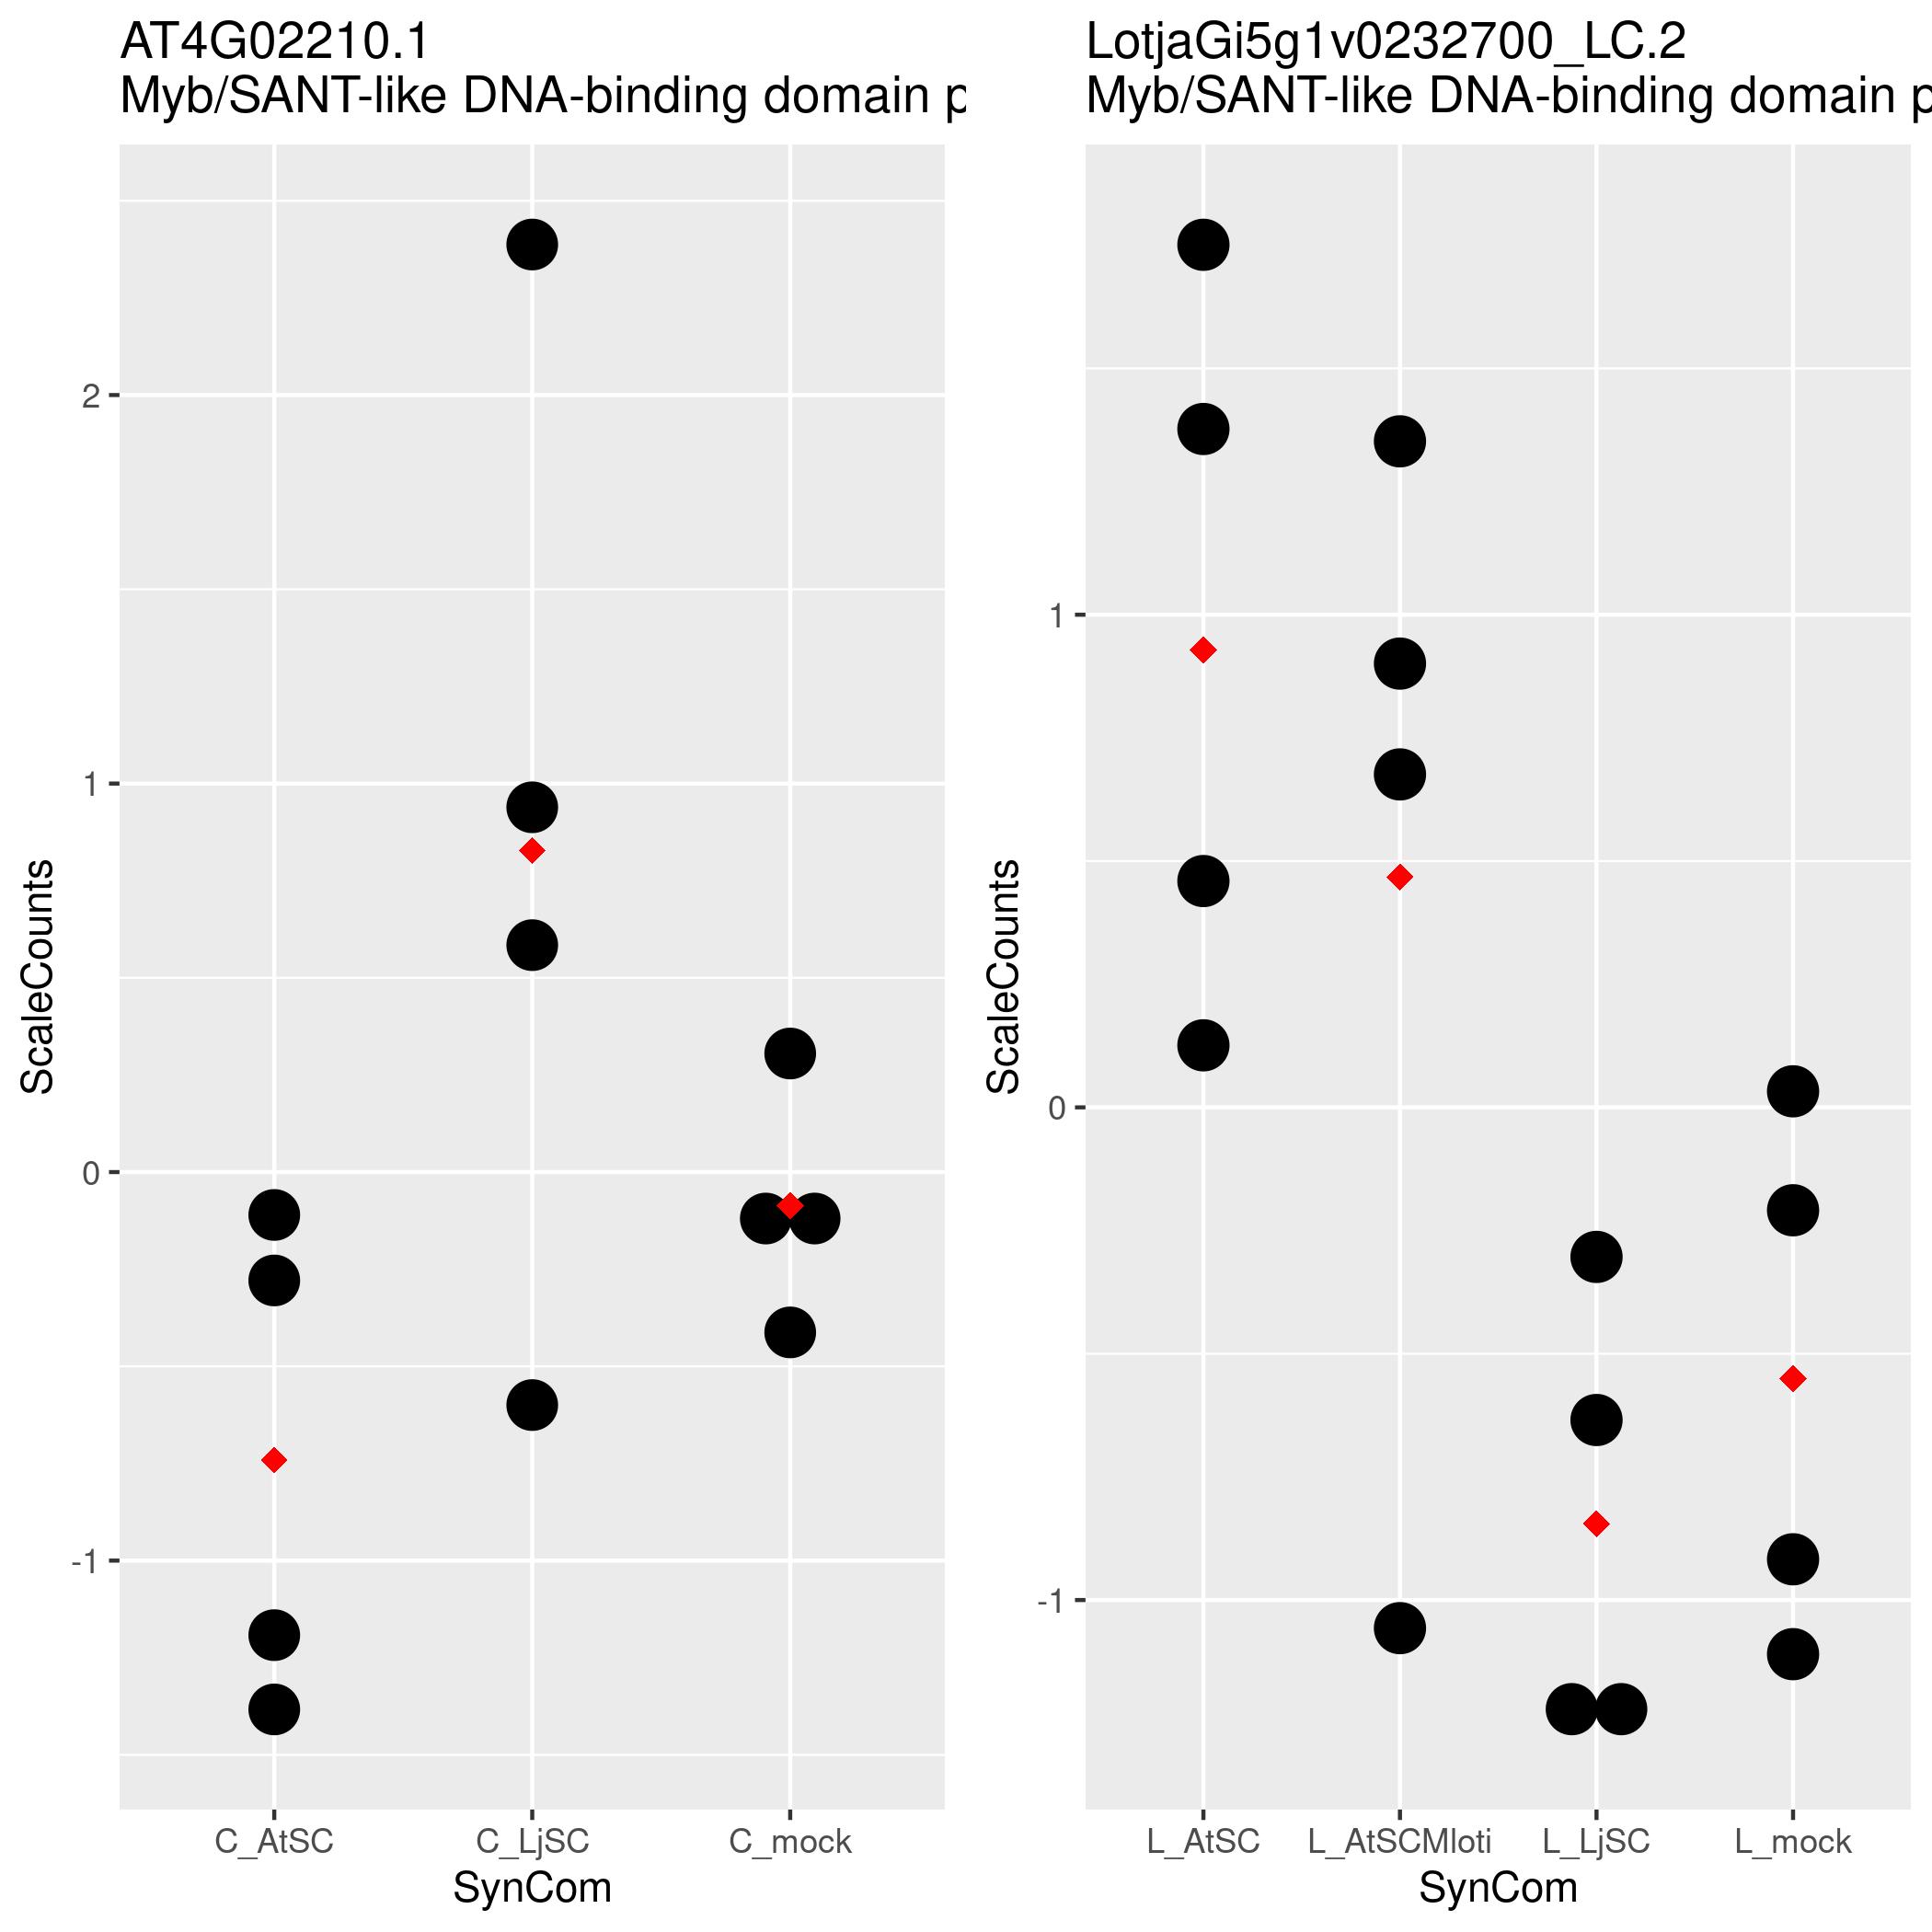 AT4G02210.1
Myb/SANT-like DNA-binding domain p
ScaleCounts
2
1
0
-1
C_AtSC C_LjSC C_mock
SynCom
LotjaGi5g1v0232700_LC.2
Myb/SANT-like DNA-binding domain p
ScaleCounts
1
0
-1
L_AtSC L_AtSCMloti L_LjSC L_mock
SynCom